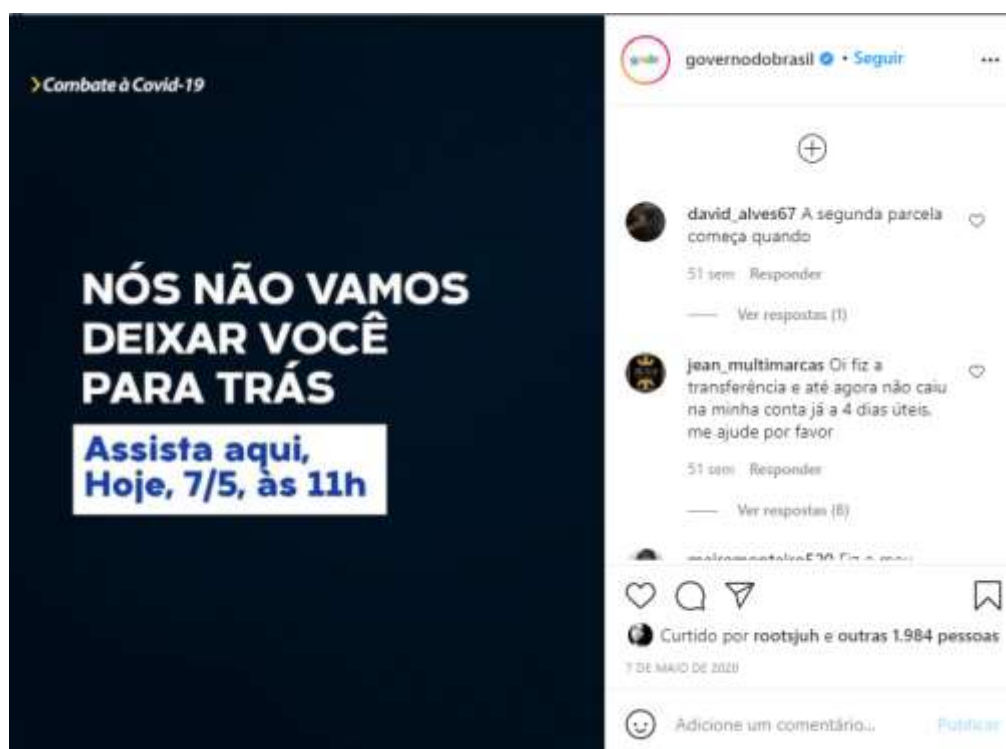 Combate à Covid-19
NÓS NÃO VAMOS
DEIXAR VOCÊ
PARA TRÁS
Assista aqui,
Hoje, 7/5, às 11h
governodobrasil • Seguir
david_alves67 A segunda parcela
começa quando
51 sem Responder
Ver respostas (1)
jean_multimarcas Oi fiz a
transferência e até agora não caiu
na minha conta já a 4 dias úteis,
me ajude por favor
51 sem Responder
Ver respostas (8)
Curtido por rootsjuh e outras 1.984 pessoas
7 DE MAIO DE 2020
Adicione um comentário...
Publicar